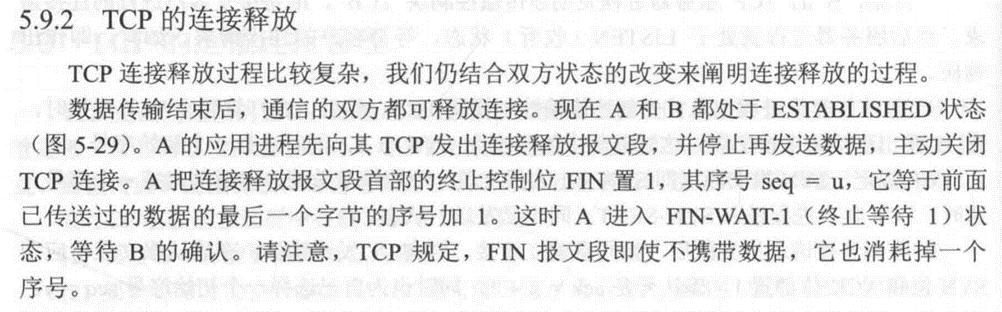 5.9.2 TCP 的连接释放
TCP 连接释放过程比较复杂，我们仍结合双方状态的改变来阐明连接释放的过程。
数据传输结束后，通信的双方都可释放连接。现在 A 和 B 都处于 ESTABLISHED 状态
（图 5-29）。A 的应用进程先向其 TCP 发出连接释放报文段，并停止再发送数据，主动关闭
TCP 连接。A 把连接释放报文段首部的终止控制位 FIN 置 1，其序号 seq = u，它等于前面
已传送过的数据的最后一个字节的序号加 1。这时 A 进入 FIN-WAIT-1（终止等待 1）状
态，等待 B 的确认。请注意，TCP 规定，FIN 报文段即使不携带数据，它也消耗掉一个
序号。